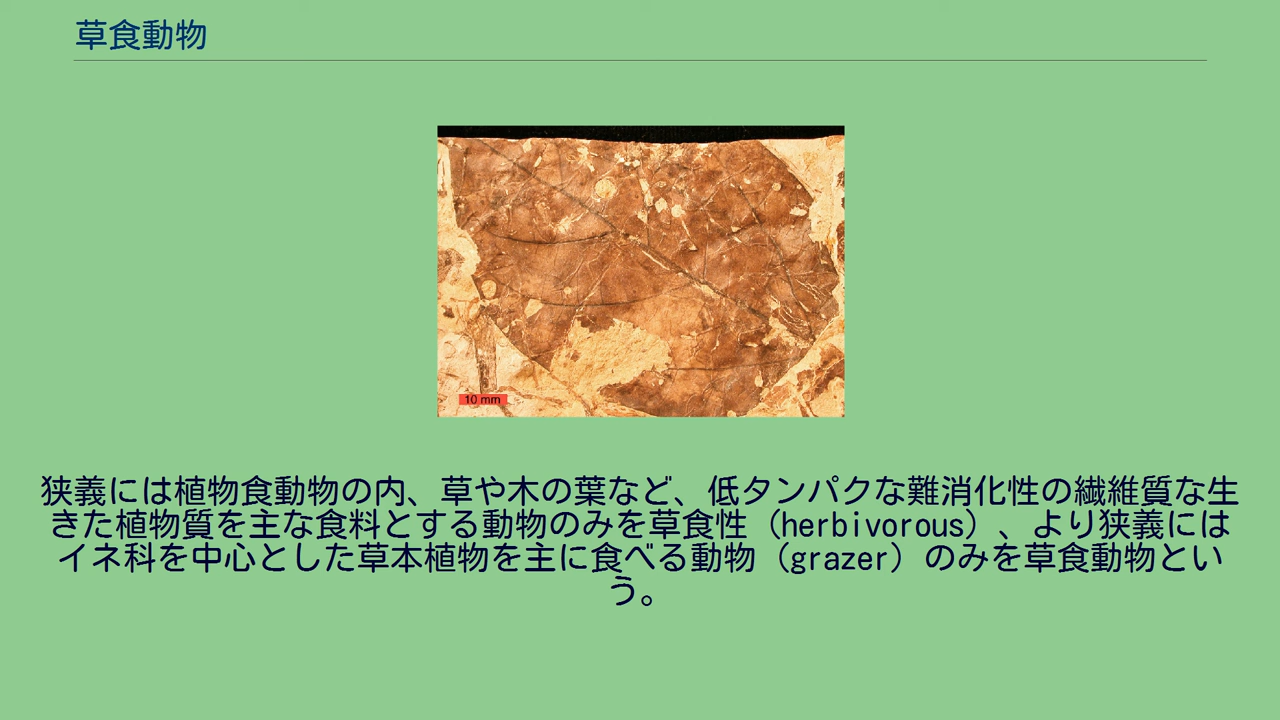 草食動物
10 mm
狭義には植物食動物の内、草や木の葉など、低タンパクな難消化性の繊維質な生
きた植物質を主な食料とする動物のみを草食性（herbivorous）、より狭義には
イネ科を中心とした草本植物を主に食べる動物（grazer）のみを草食動物とい
う。